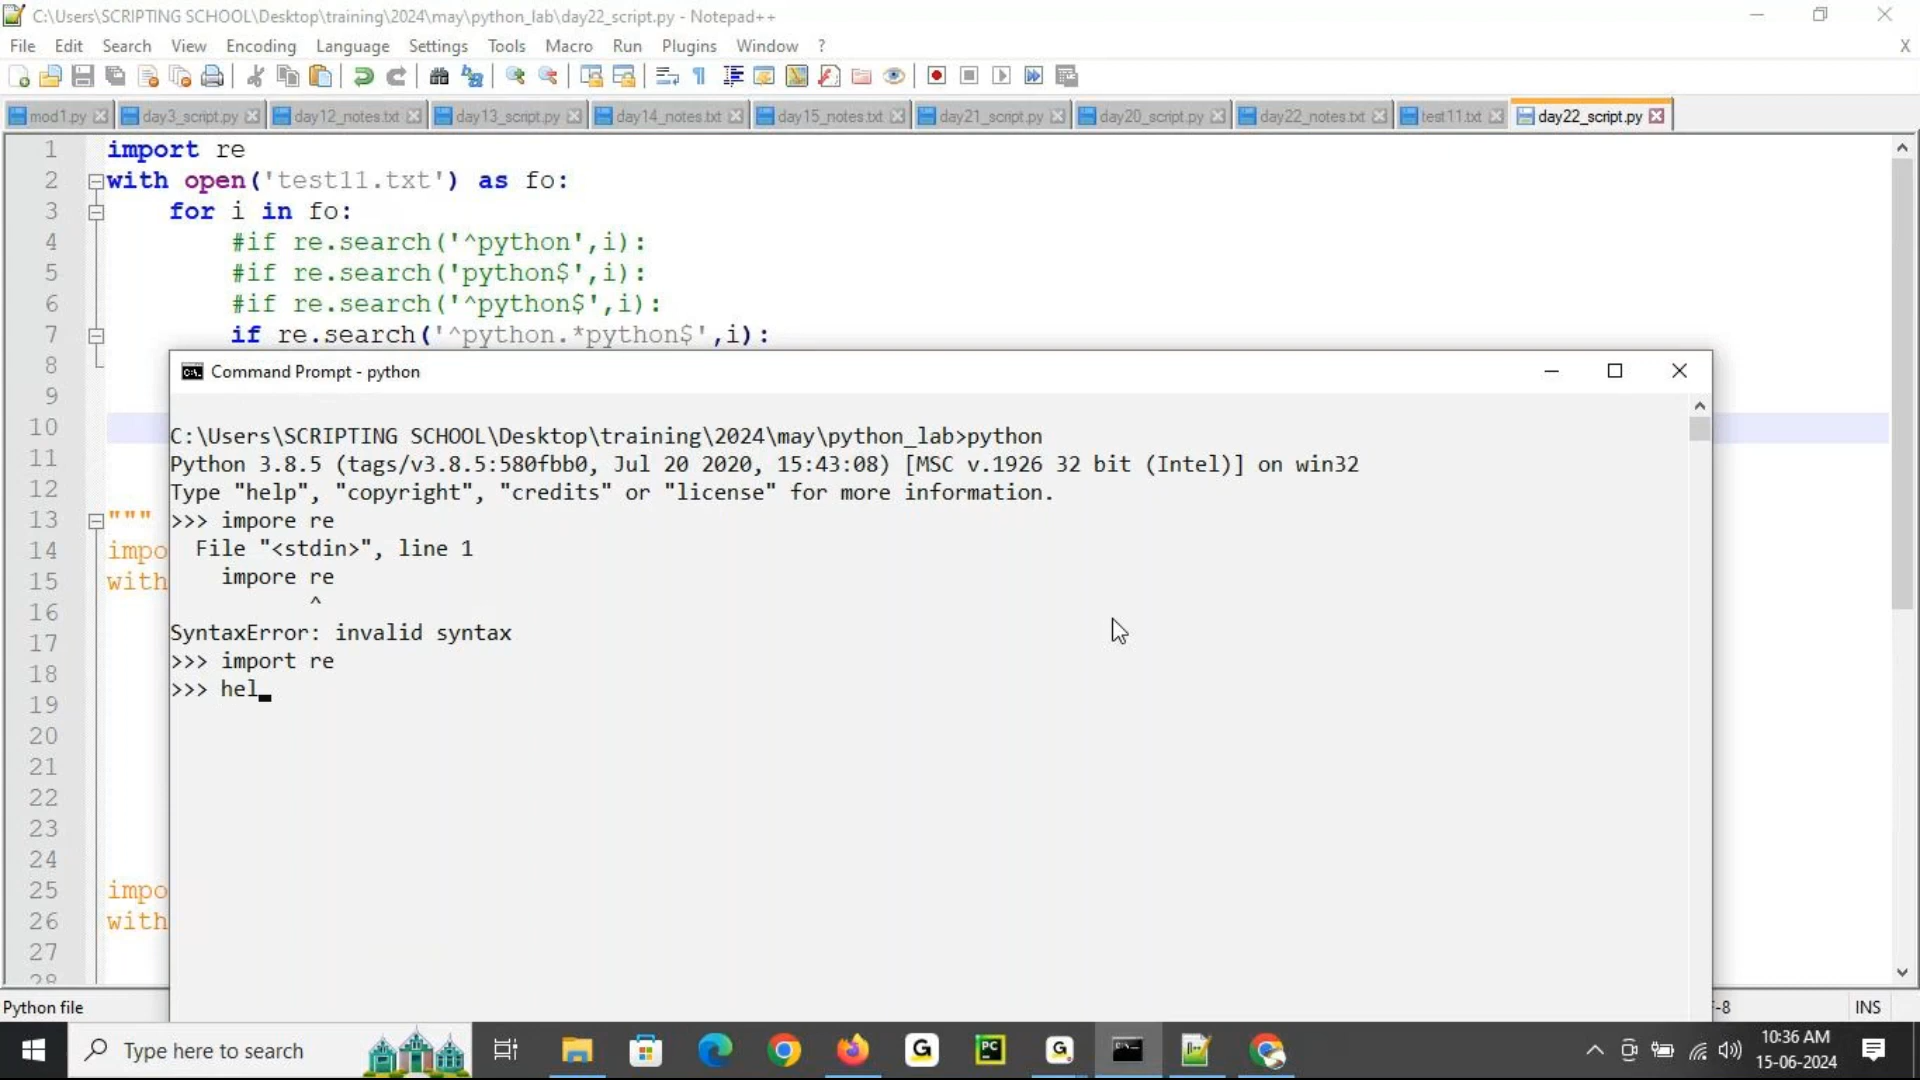 C:\Users\SCRIPTING SCHOOL\Desktop\training\2024\may\python_lab\day22_script.py - Notepad++
File Edit Search View Encoding Language Settings Tools Macro Run Plugins Window ? X
mod1.py day3_script.py day12_notes.txt day13_script.py day14_notes.txt day15_notes.txt day21_script.py day20_script.py day22_notes.txt test11.txt day22_script.py
1 import re
2 with open('test11.txt') as fo:
3 for i in fo:
4 #if re.search('^python',i):
5 #if re.search('python$',i):
6 #if re.search('^python$',i):
7 if re.search('^python.*python$',i):
8
9
10
11
12
13 """
14 impo
15 with
16
17
18
19
20
21
22
23
24
25 impo
26 with
27
28
Command Prompt - python
C:\Users\SCRIPTING SCHOOL\Desktop\training\2024\may\python_lab>python
Python 3.8.5 (tags/v3.8.5:580fbb0, Jul 20 2020, 15:43:08) [MSC v.1926 32 bit (Intel)] on win32
Type "help", "copyright", "credits" or "license" for more information.
>>> impore re
File "<stdin>", line 1
impore re
^
SyntaxError: invalid syntax
>>> import re
>>> hel
Python file -8 INS
Type here to search
10:36 AM
15-06-2024